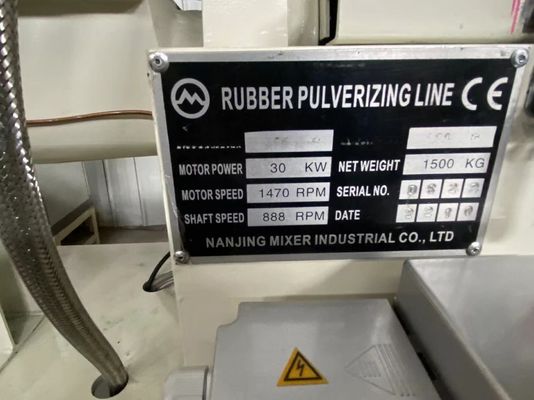 RUBBER PULVERIZING LINE CE
MOTOR POWER 30 KW NET WEIGHT 1500 KG
MOTOR SPEED 1470 RPM SERIAL NO.
SHAFT SPEED 888 RPM DATE
NANJING MIXER INDUSTRIAL CO., LTD